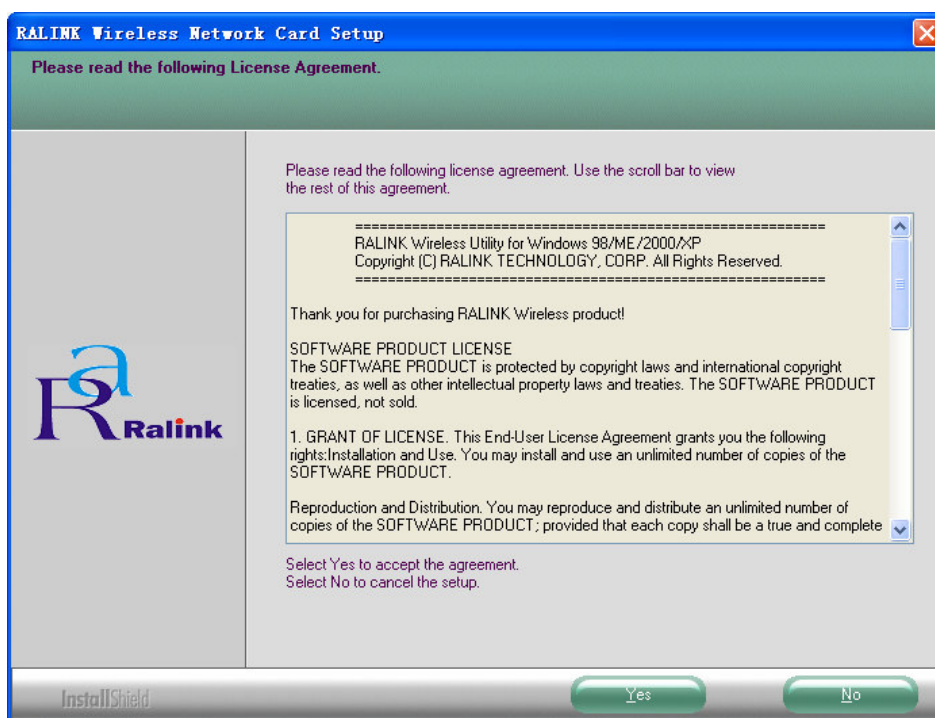 RALINK Wireless Network Card Setup
Please read the following License Agreement.
Please read the following license agreement. Use the scroll bar to view
the rest of this agreement.
==========================================================
RALINK Wireless Utility for Windows 98/ME/2000/XP
Copyright (C) RALINK TECHNOLOGY, CORP. All Rights Reserved.
==========================================================
Thank you for purchasing RALINK Wireless product!
SOFTWARE PRODUCT LICENSE
The SOFTWARE PRODUCT is protected by copyright laws and international copyright
treaties, as well as other intellectual property laws and treaties. The SOFTWARE PRODUCT
is licensed, not sold.
1. GRANT OF LICENSE. This End-User License Agreement grants you the following
rights:Installation and Use. You may install and use an unlimited number of copies of the
SOFTWARE PRODUCT.
Reproduction and Distribution. You may reproduce and distribute an unlimited number of
copies of the SOFTWARE PRODUCT; provided that each copy shall be a true and complete
Ra
Ralink
Select Yes to accept the agreement.
Select No to cancel the setup.
InstallShield
Yes
No